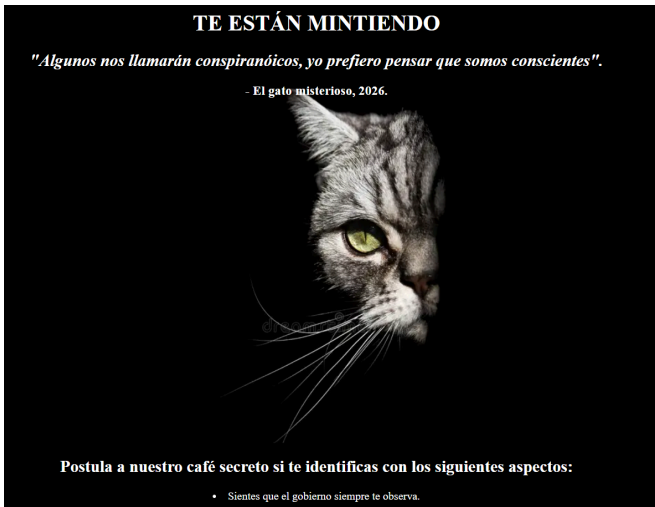 TE ESTÁN MINTIENDO
"Algunos nos llamarán conspiranóicos, yo prefiero pensar que somos conscientes".
- El gato misterioso, 2026.
Postula a nuestro café secreto si te identificas con los siguientes aspectos:
• Sientes que el gobierno siempre te observa.